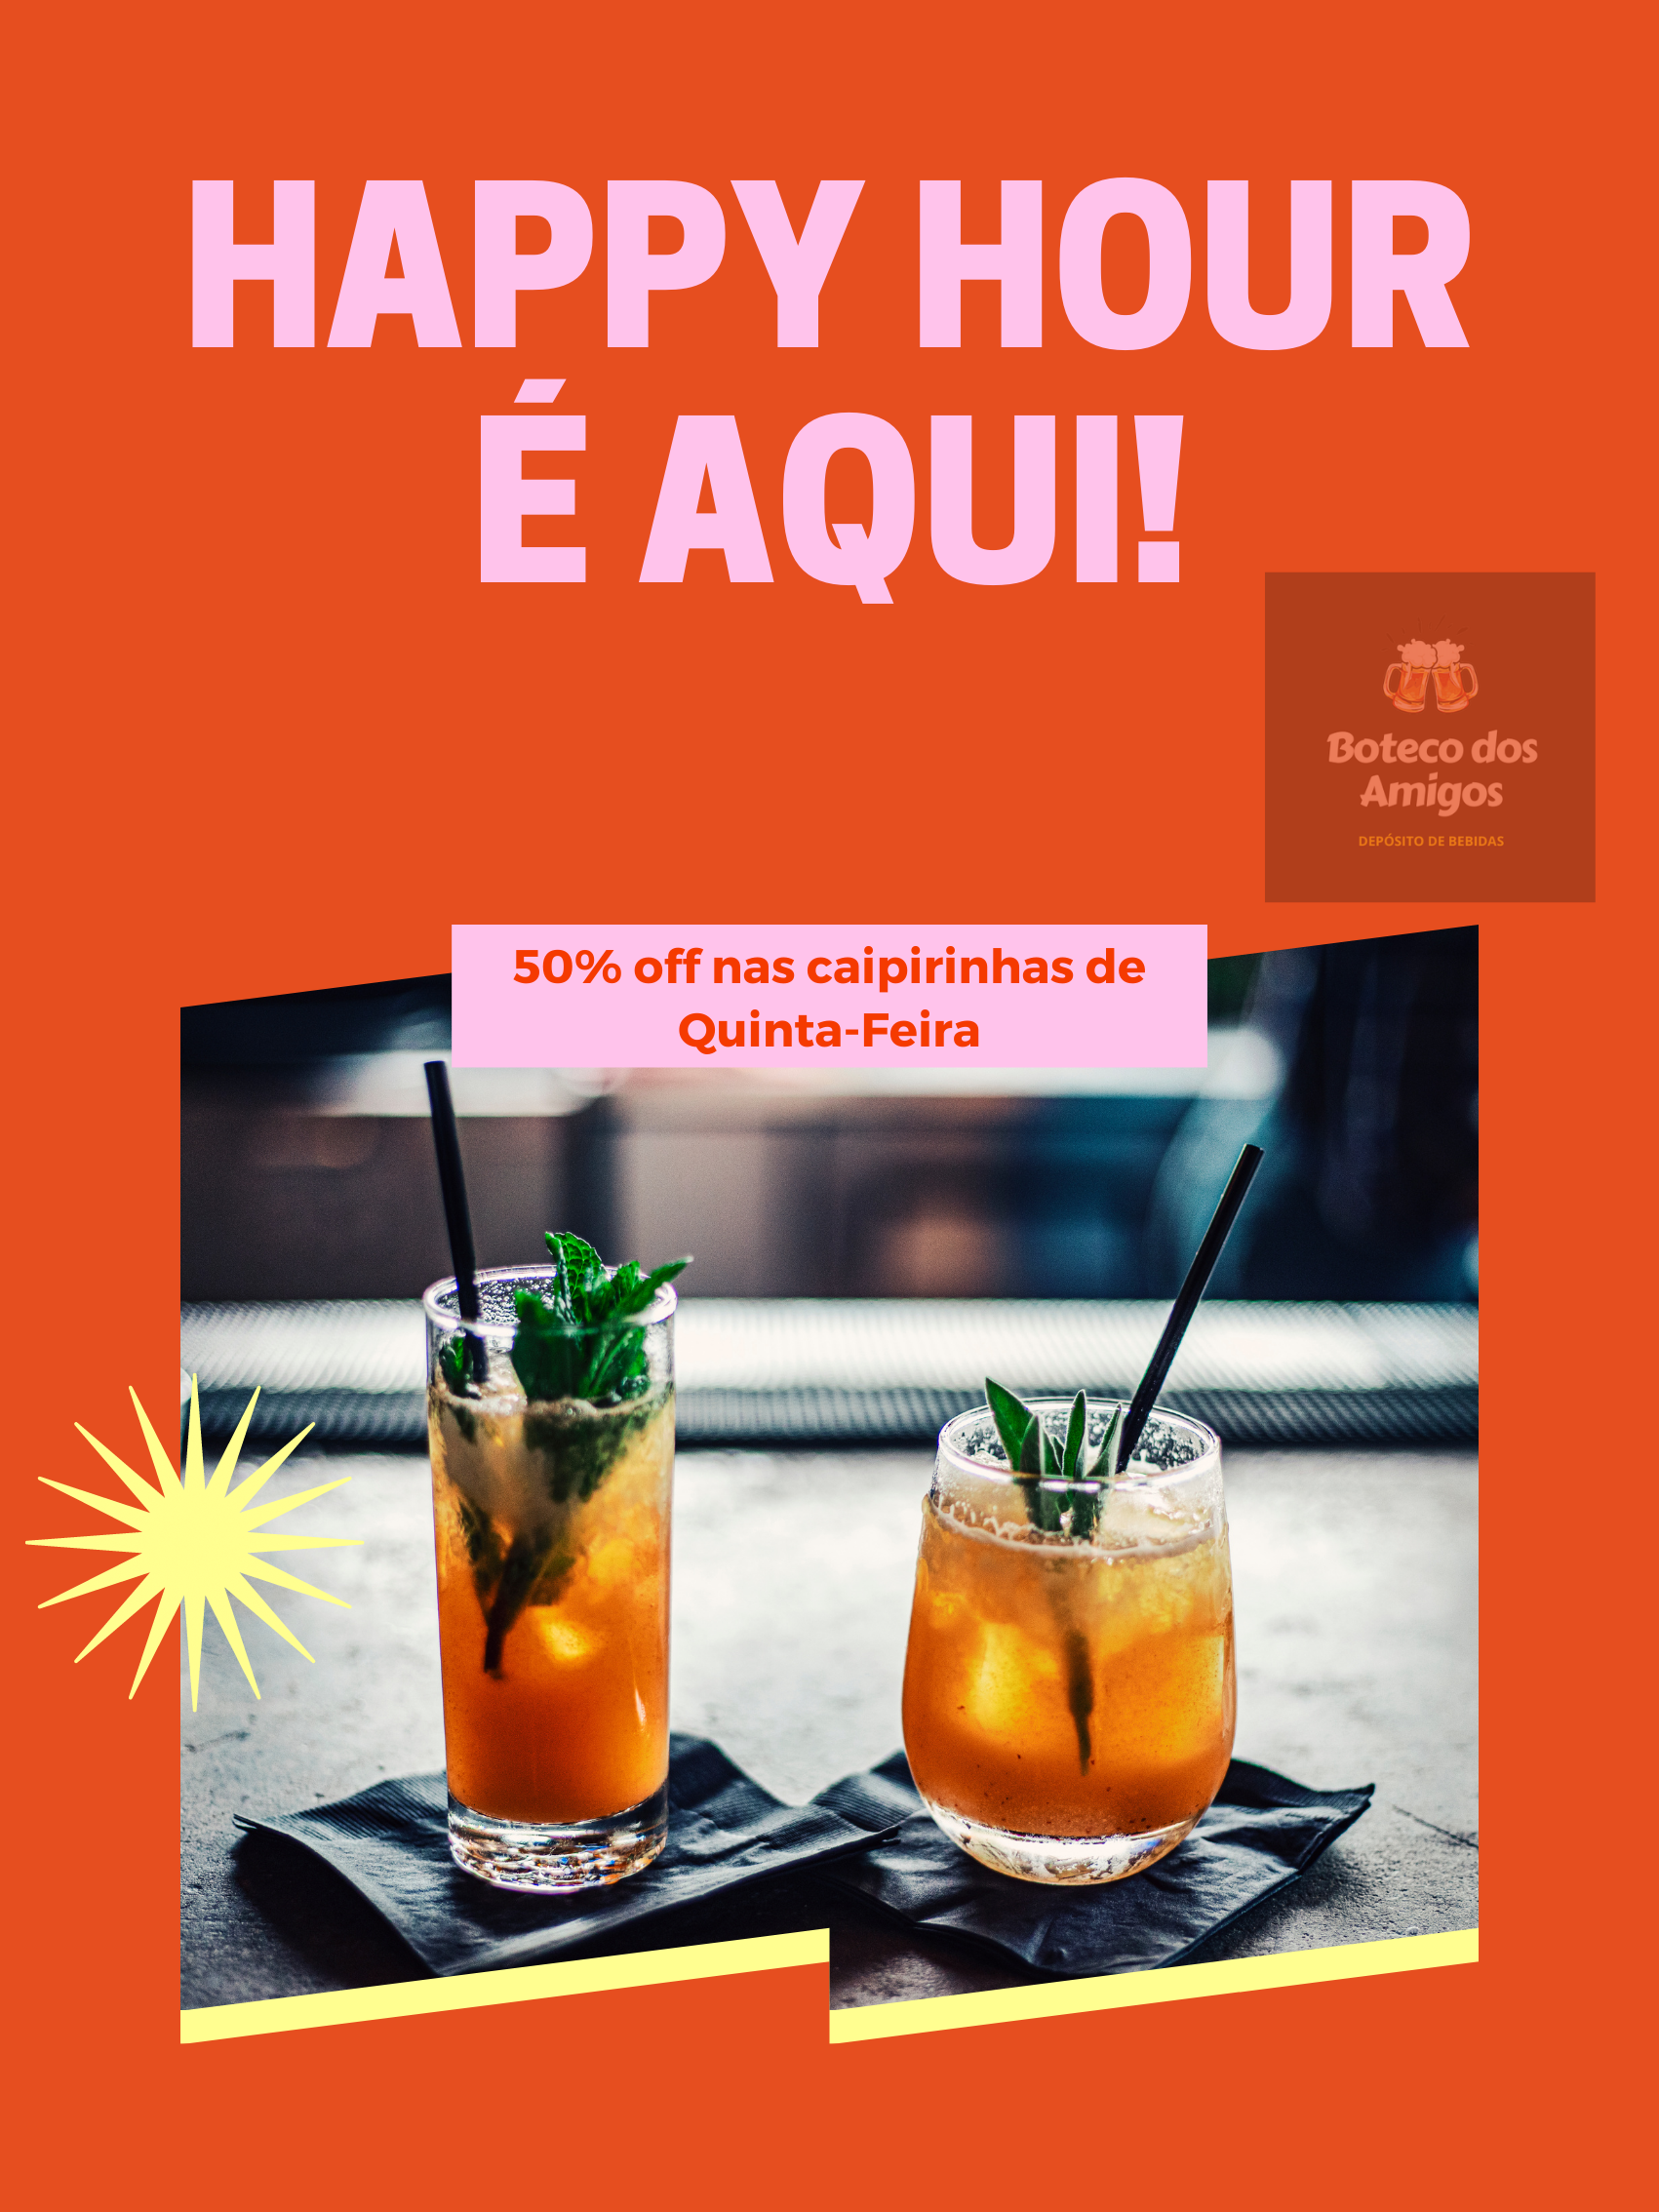 HAPPY HOUR
É AQUI!
Boteco dos
Amigos
DEPÓSITO DE BEBIDAS
50% off nas caipirinhas de
Quinta-Feira